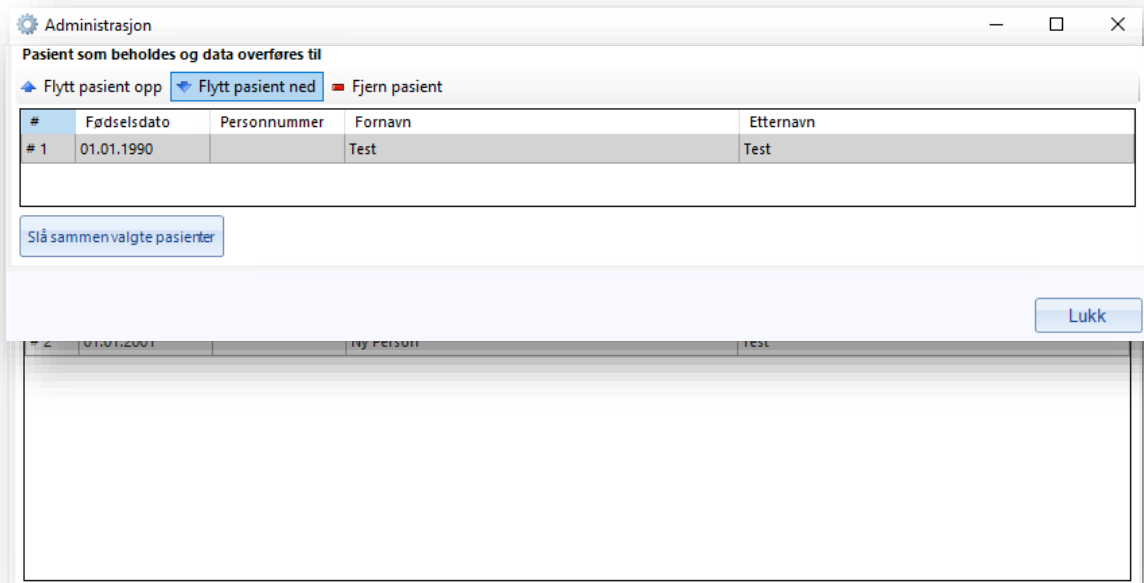 Administrasjon
Pasient som beholdes og data overføres til
Flytt pasient opp Flytt pasient ned Fjern pasient
# Fødselsdato Personnummer Fornavn Etternavn
# 1 01.01.1990 Test Test
Slå sammen valgte pasienter
Lukk
# 2 01.01.2001 Ny Person Test